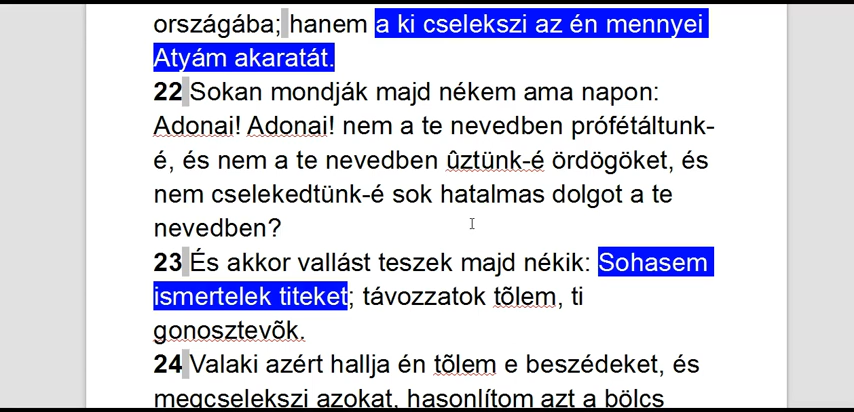 országába; hanem a ki cselekszi az én mennyei
Atyám akaratát.
22 Sokan mondják majd nékem ama napon:
Adonai! Adonai! nem a te nevedben prófétáltunk-
é, és nem a te nevedben ûztünk-é ördögöket, és
nem cselekedtünk-é sok hatalmas dolgot a te
nevedben?
23 És akkor vallást teszek majd nékik: Sohasem
ismertelek titeket; távozzatok tõlem, ti
gonosztevõk.
24 Valaki azért hallja én tõlem e beszédeket, és
megcselekszi azokat, hasonlítom azt a bölcs